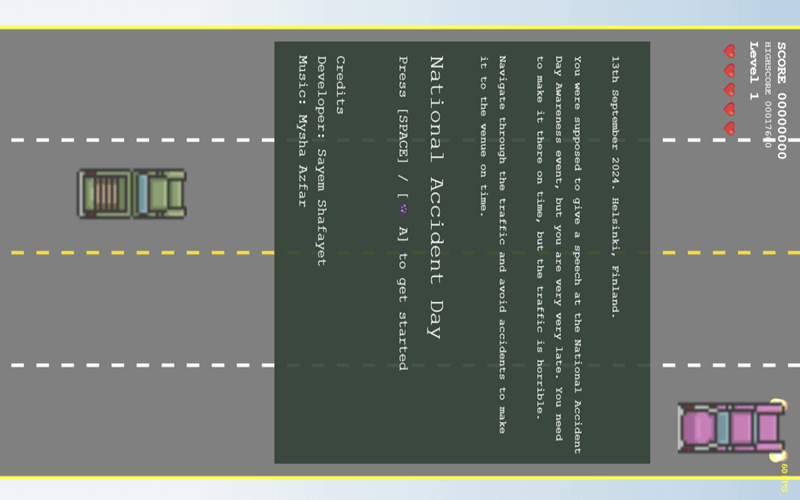 SCORE 00000000
HIGHSCORE 00017640
Level 1
13th September 2024. Helsinki, Finland.
You were supposed to give a speech at the National Accident
Day Awareness event, but you are very very late. You need
to make it there on time, but the traffic is horrible.
Navigate through the traffic and avoid accidents to make
it to the venue on time.
National Accident Day
Press [SPACE] / [🎮 A] to get started
Credits
Developer: Sayem Shafayet
Music: Mysha Azfar
60 FPS